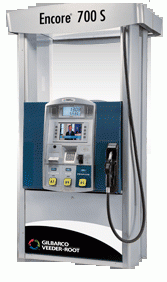 Encore® 700 S
GILBARCO
VEEDER-ROOT